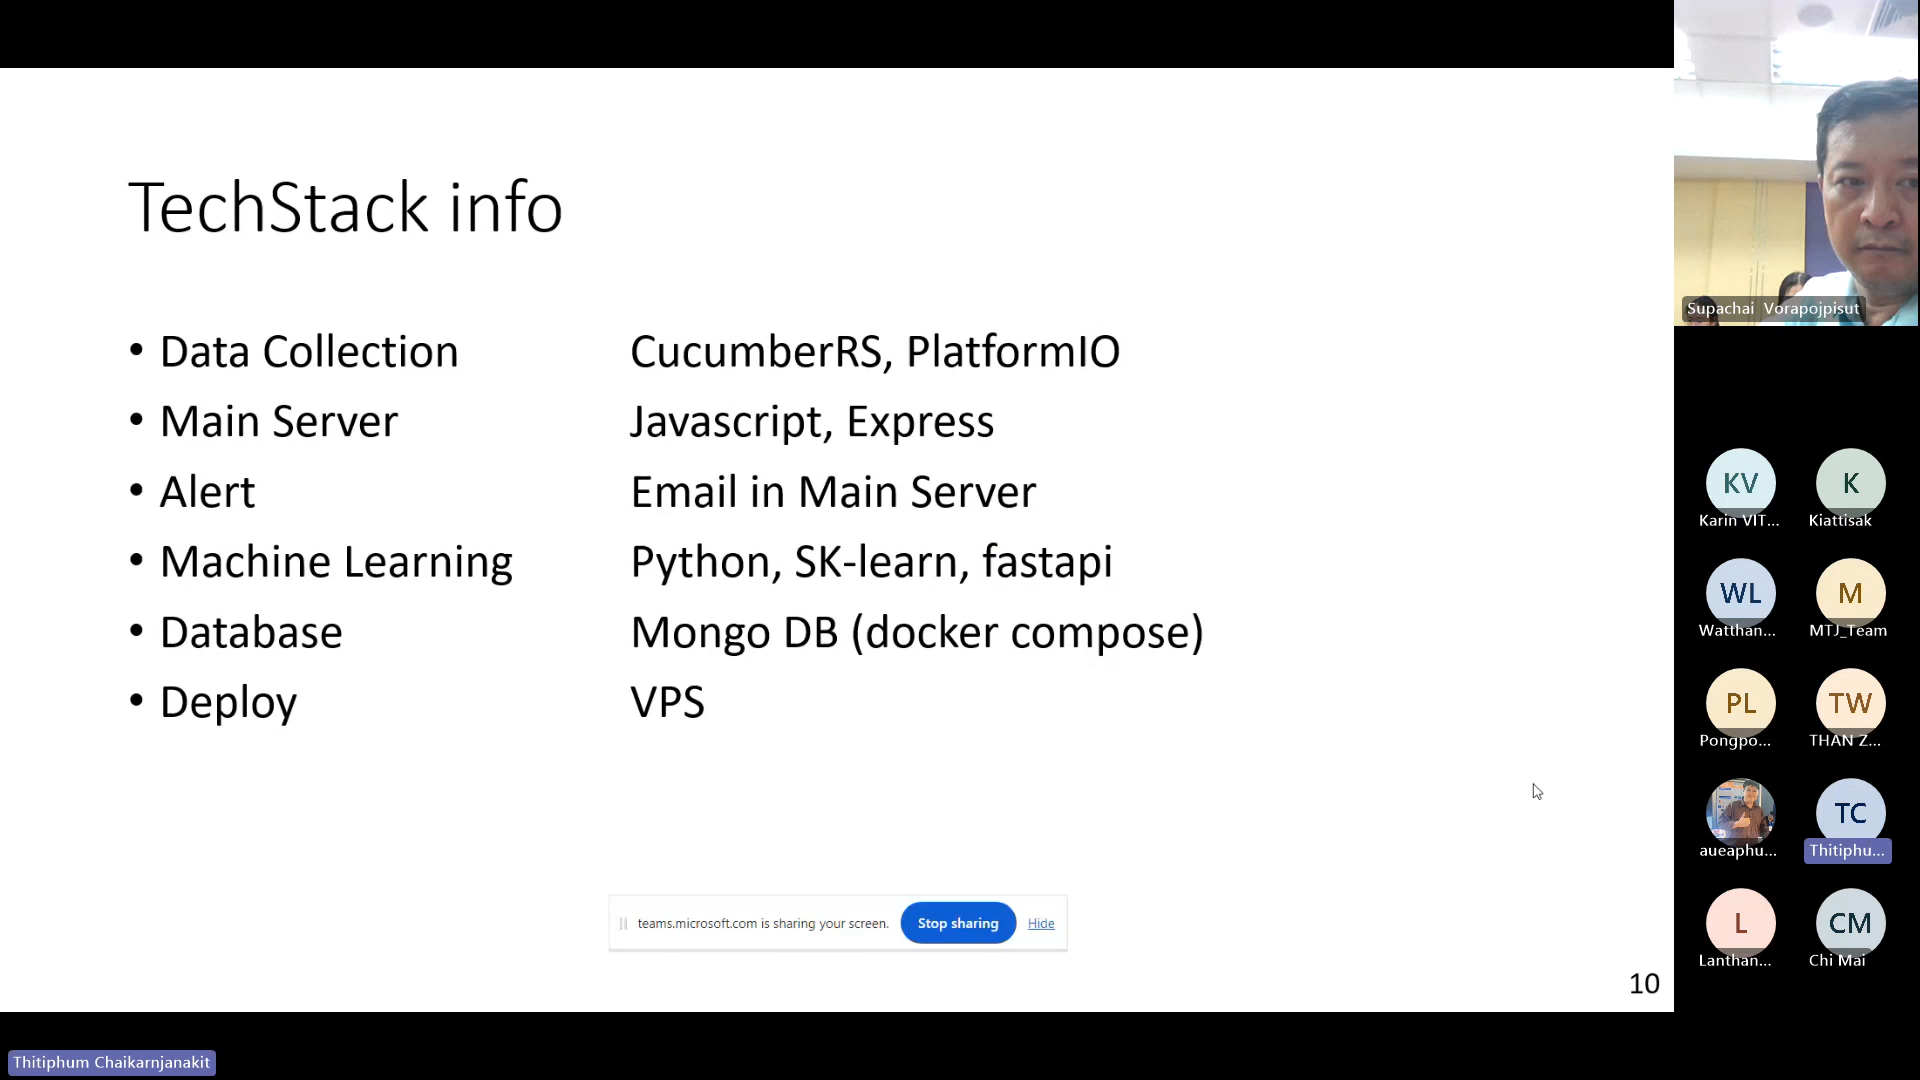 TechStack info
• Data Collection CucumberRS, PlatformIO
• Main Server Javascript, Express
• Alert Email in Main Server
• Machine Learning Python, SK-learn, fastapi
• Database Mongo DB (docker compose)
• Deploy VPS
teams.microsoft.com is sharing your screen. Stop sharing Hide
10
Thitiphum Chaikarnjanakit
Supachai Vorapojpisut
KV K
Karin VIT... Kiattisak
WL M
Watthan... MTJ_Team
PL TW
Pongpo... THAN Z...
TC
aueaphu... Thitiphu...
L CM
Lanthan... Chi Mai